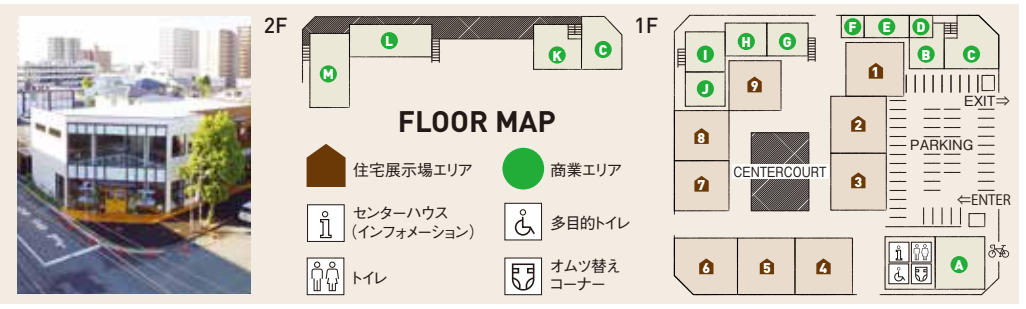 2F
L
K
C
M
FLOOR MAP
住宅展示場エリア
商業エリア
センターハウス
(インフォメーション)
多目的トイレ
トイレ
オムツ替え
コーナー
1F
F
E
D
H
G
I
B
C
J
1
9
EXIT⇒
2
8
PARKING
CENTERCOURT
7
3
⇐ENTER
6
5
4
i
A